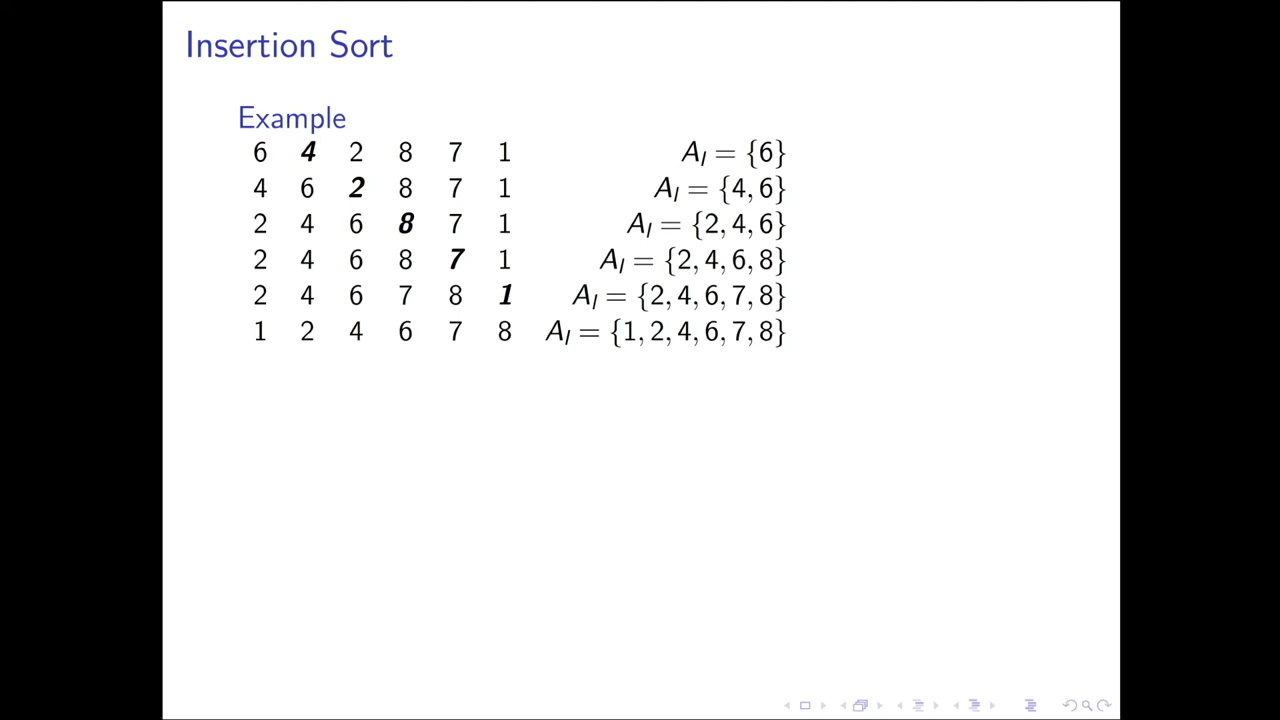 Insertion Sort
Example
6 4 2 8 7 1 A_I = {6}
4 6 2 8 7 1 A_I = {4, 6}
2 4 6 8 7 1 A_I = {2, 4, 6}
2 4 6 8 7 1 A_I = {2, 4, 6, 8}
2 4 6 7 8 1 A_I = {2, 4, 6, 7, 8}
1 2 4 6 7 8 A_I = {1, 2, 4, 6, 7, 8}